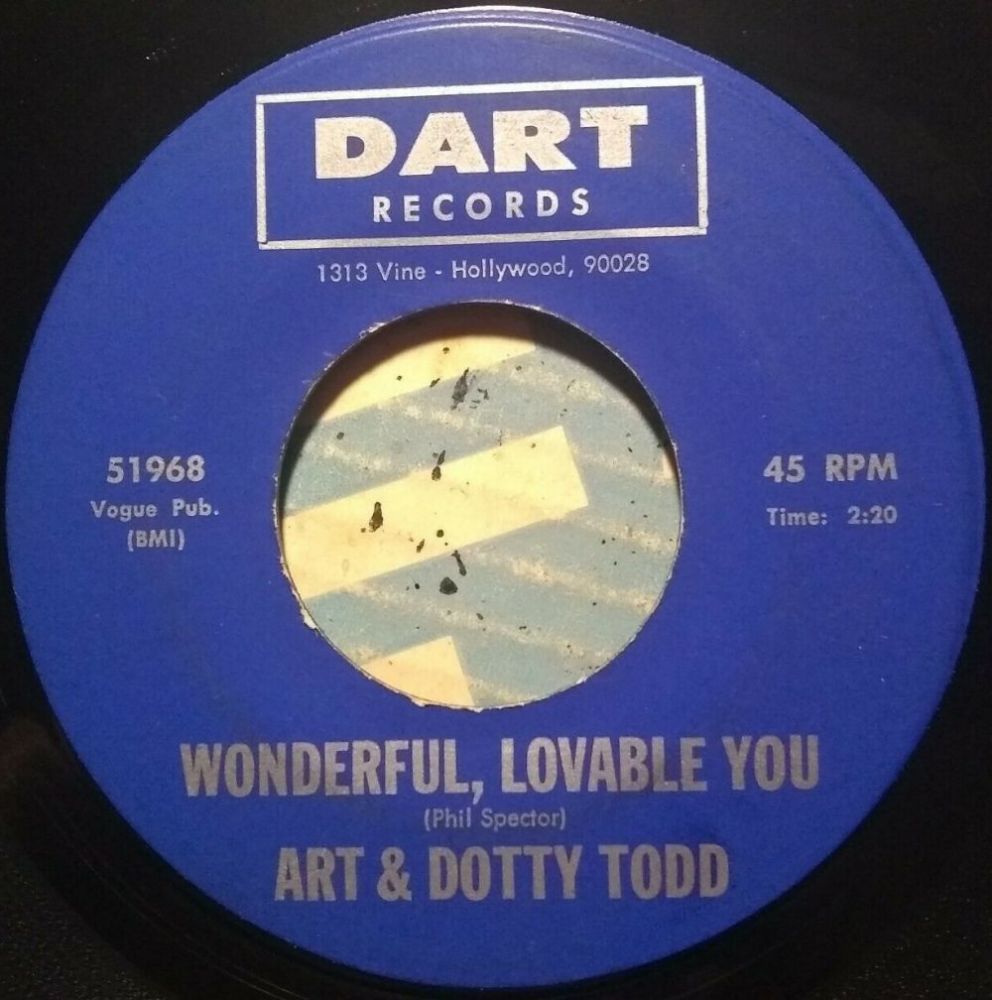 DART
RECORDS
1313 Vine - Hollywood, 90028
51968
Vogue Pub.
(BMI)
45 RPM
Time: 2:20
WONDERFUL, LOVABLE YOU
(Phil Spector)
ART & DOTTY TODD